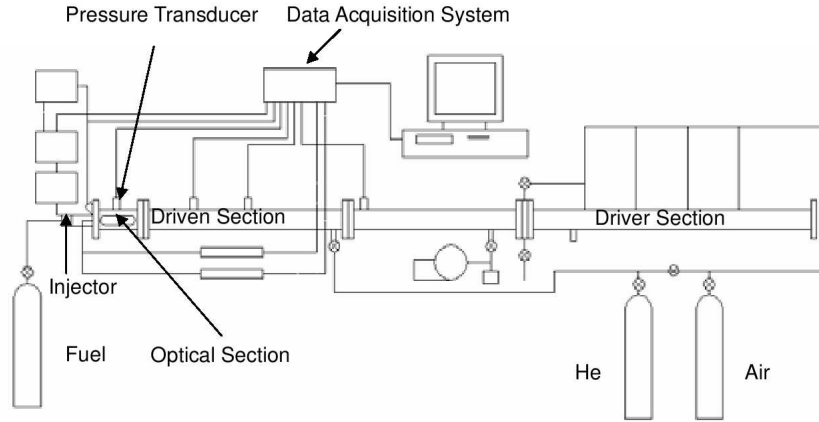 Pressure Transducer
Data Acquisition System
Driven Section
Driver Section
Injector
Fuel
Optical Section
He
Air